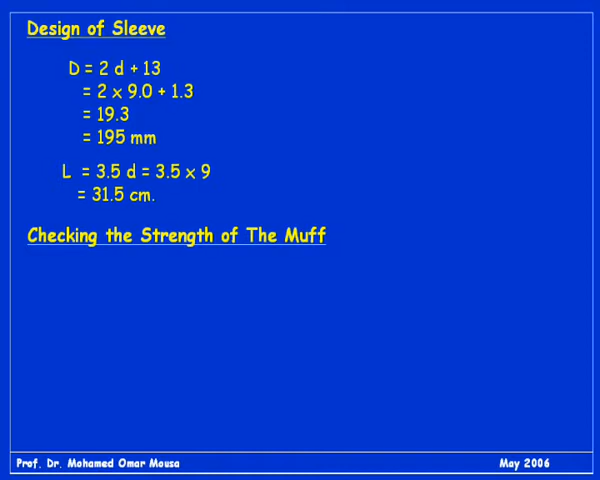 Design of Sleeve
D = 2 d + 13
= 2 x 9.0 + 1.3
= 19.3
= 195 mm
L = 3.5 d = 3.5 x 9
= 31.5 cm.
Checking the Strength of The Muff
Prof. Dr. Mohamed Omar Mousa
May 2006